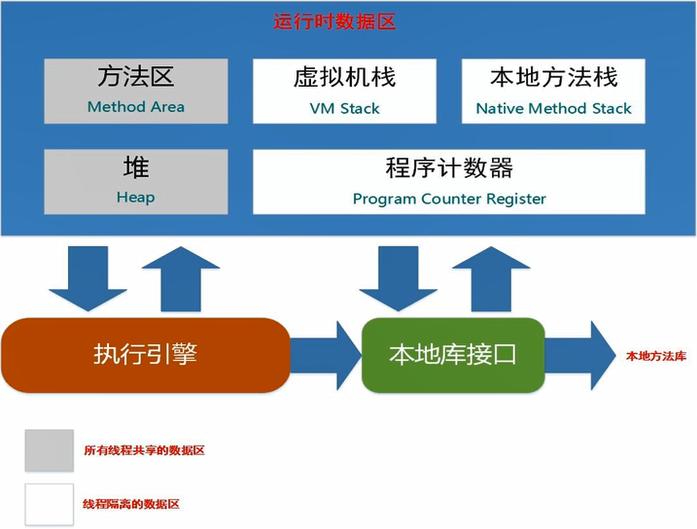 运行时数据区
方法区
Method Area
虚拟机栈
VM Stack
本地方法栈
Native Method Stack
堆
Heap
程序计数器
Program Counter Register
执行引擎
本地库接口
本地方法库
所有线程共享的数据区
线程隔离的数据区